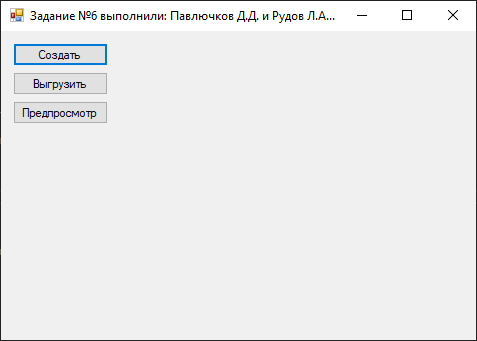 Задание №6 выполнили: Павлючков Д.Д. и Рудов Л.А...
Создать
Выгрузить
Предпросмотр